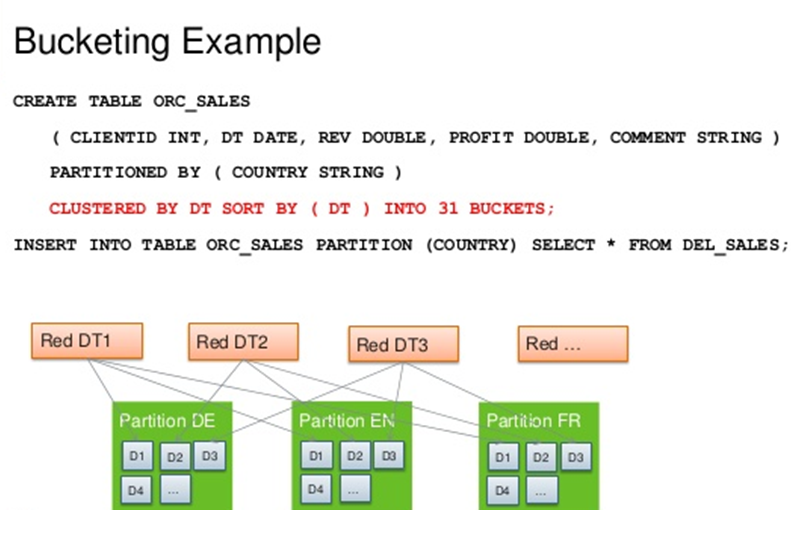 Bucketing Example
CREATE TABLE ORC_SALES
( CLIENTID INT, DT DATE, REV DOUBLE, PROFIT DOUBLE, COMMENT STRING )
PARTITIONED BY ( COUNTRY STRING )
CLUSTERED BY DT SORT BY ( DT ) INTO 31 BUCKETS;
INSERT INTO TABLE ORC_SALES PARTITION (COUNTRY) SELECT * FROM DEL_SALES;
Red DT1 Red DT2 Red DT3 Red ...
Partition DE Partition EN Partition FR
D1 D2 D3 D1 D2 D3 D1 D2 D3
D4 ... D4 ... D4 ...